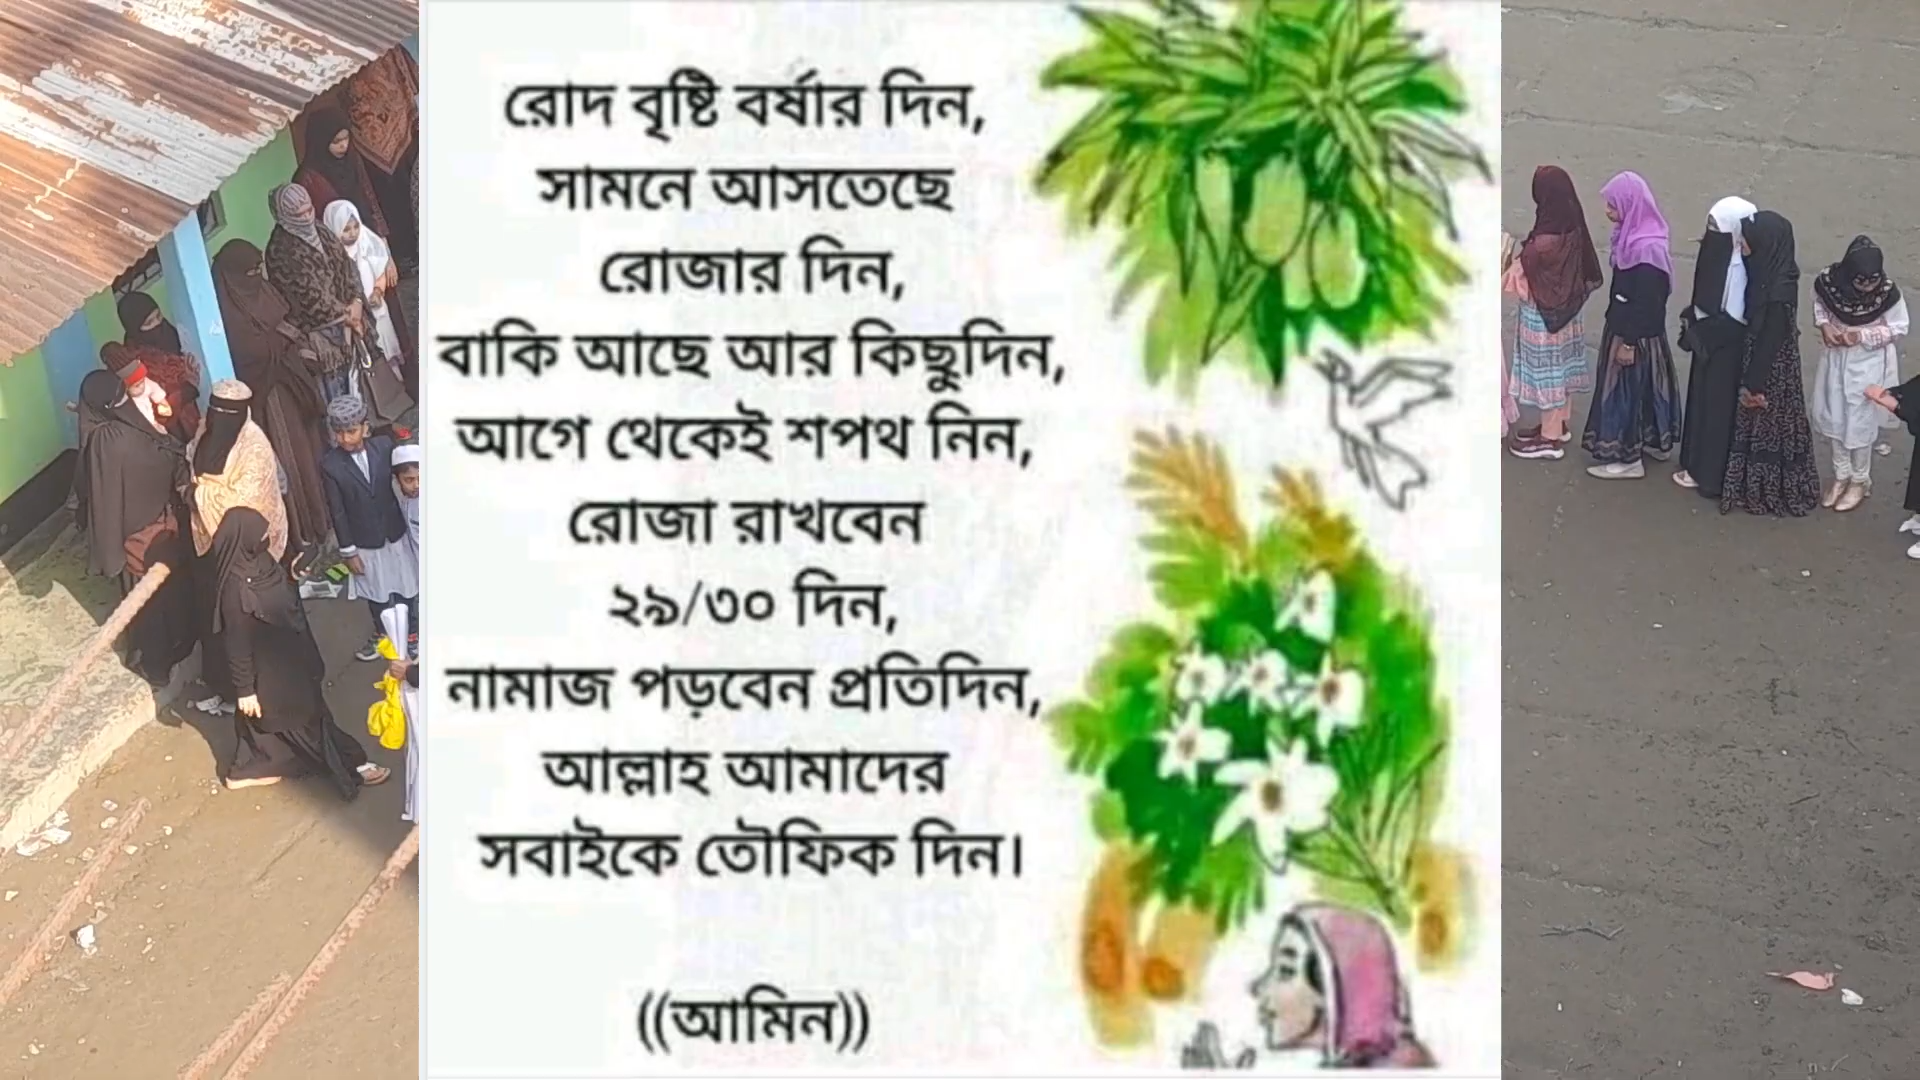 রোদ বৃষ্টি বর্ষার দিন,
সামনে আসতেছে
রোজার দিন,
বাকি আছে আর কিছুদিন,
আগে থেকেই শপথ নিন,
রোজা রাখবেন
২৯/৩০ দিন,
নামাজ পড়বেন প্রতিদিন,
আল্লাহ আমাদের
সবাইকে তৌফিক দিন।
((আমিন))